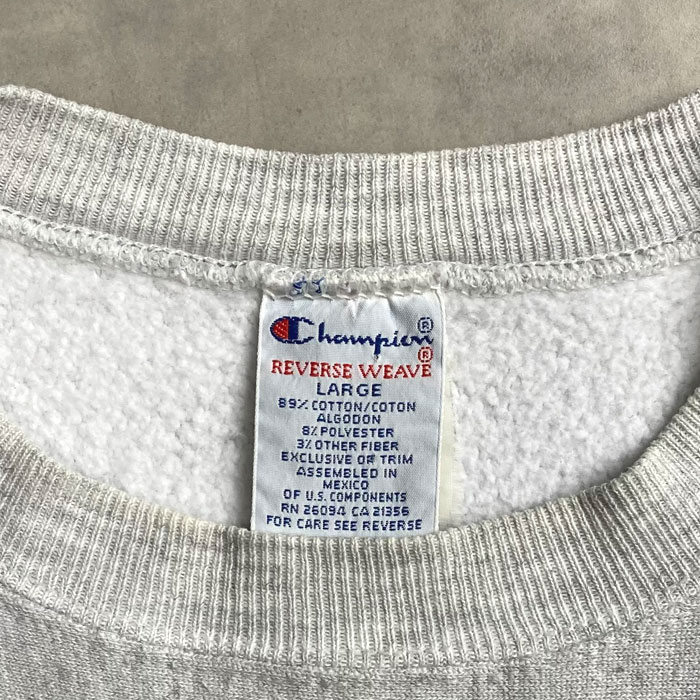 Champion®
REVERSE WEAVE®
LARGE
89% COTTON/COTON
ALGODON
8% POLYESTER
3% OTHER FIBER
EXCLUSIVE OF TRIM
ASSEMBLED IN
MEXICO
OF U.S. COMPONENTS
RN 26094 CA 21356
FOR CARE SEE REVERSE